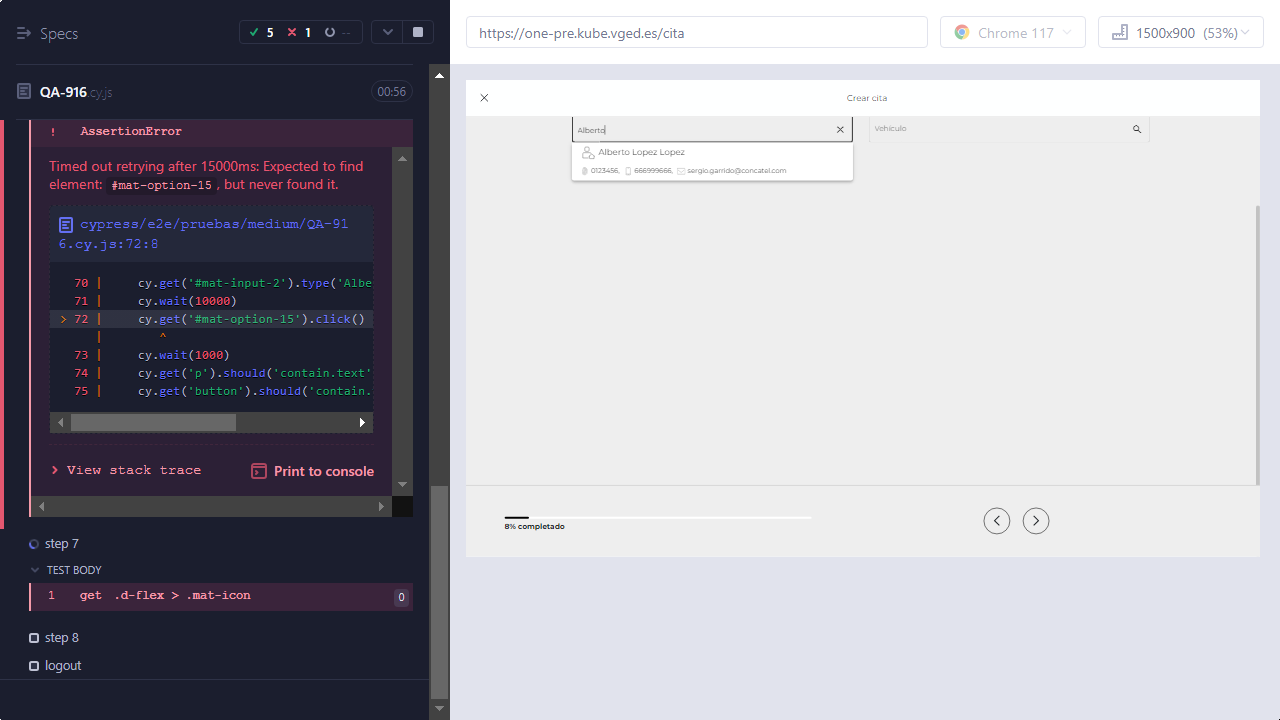 Specs
5
1
--
QA-916.cy.js
00:56
! AssertionError
Timed out retrying after 15000ms: Expected to find
element: #mat-option-15, but never found it.
cypress/e2e/pruebas/medium/QA-91
6.cy.js:72:8
70 | cy.get('#mat-input-2').type('Albe
71 | cy.wait(10000)
> 72 | cy.get('#mat-option-15').click()
| ^
73 | cy.wait(1000)
74 | cy.get('p').should('contain.text'
75 | cy.get('button').should('contain.
> View stack trace
Print to console
step 7
TEST BODY
1 get .d-flex > .mat-icon 0
step 8
logout
https://one-pre.kube.vged.es/cita
Chrome 117
1500x900 (53%)
Crear cita
Alberto
Vehículo
Alberto Lopez Lopez
0123456, 666999666, sergio.garrido@concatel.com
8% completado